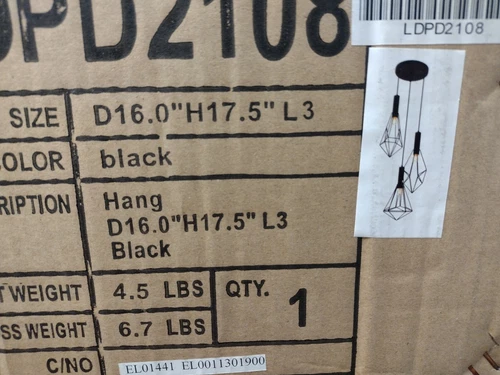 DPD2108
LDPD2108
SIZE D16.0"H17.5" L3
COLOR black
RIPTION Hang
D16.0"H17.5" L3
Black
T WEIGHT 4.5 LBS QTY. 1
SS WEIGHT 6.7 LBS
C/NO EL01441 EL0011301900